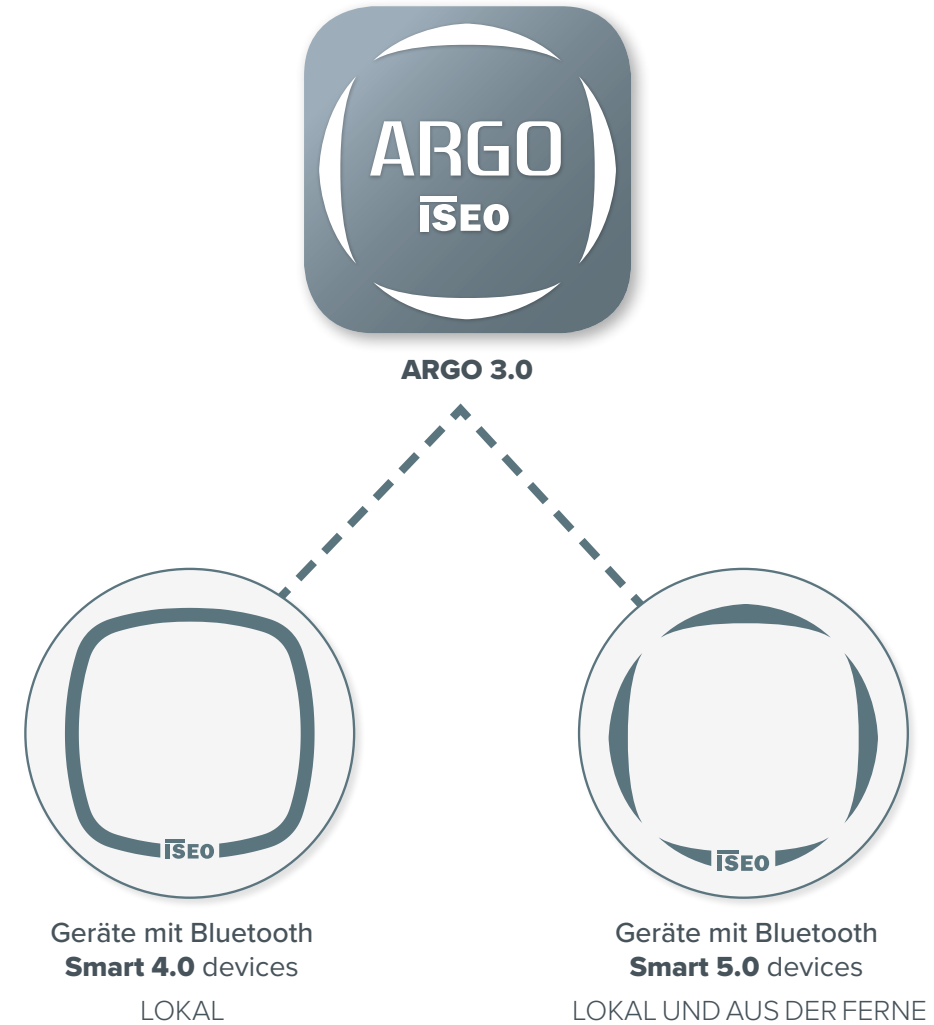 ARGO
ISEO
ARGO 3.0
ISEO
Geräte mit Bluetooth
Smart 4.0 devices
LOKAL
ISEO
Geräte mit Bluetooth
Smart 5.0 devices
LOKAL UND AUS DER FERNE